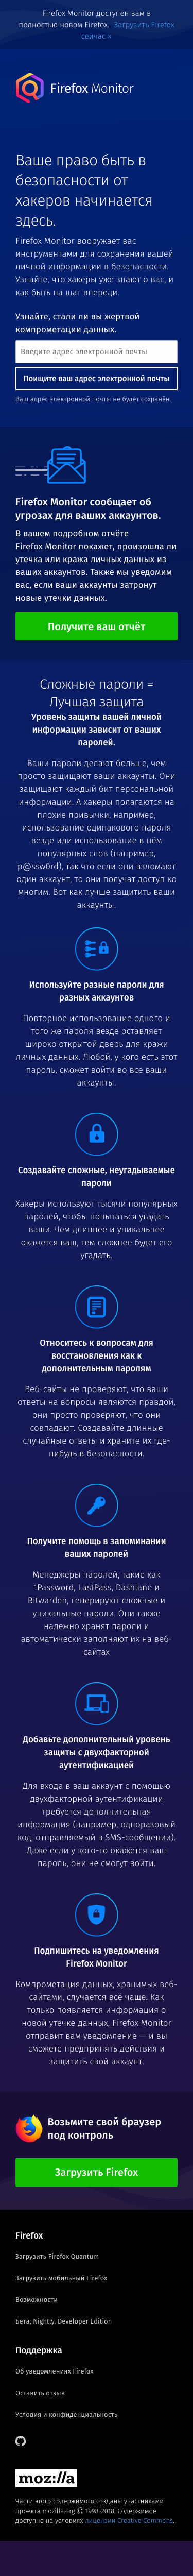 Firefox Monitor доступен вам в
полностью новом Firefox. Загрузить Firefox
сейчас »
Firefox Monitor
Ваше право быть в
безопасности от
хакеров начинается
здесь.
Firefox Monitor вооружает вас
инструментами для сохранения вашей
личной информации в безопасности.
Узнайте, что хакеры уже знают о вас, и
как быть на шаг впереди.
Узнайте, стали ли вы жертвой
компрометации данных.
Введите адрес электронной почты
Поищите ваш адрес электронной почты
Ваш адрес электронной почты не будет сохранён.
Firefox Monitor сообщает об
угрозах для ваших аккаунтов.
В вашем подробном отчёте
Firefox Monitor покажет, произошла ли
утечка или кража личных данных из
ваших аккаунтов. Также мы уведомим
вас, если ваши аккаунты затронут
новые утечки данных.
Получите ваш отчёт
Сложные пароли =
Лучшая защита
Уровень защиты вашей личной
информации зависит от ваших
паролей.
Ваши пароли делают больше, чем
просто защищают ваши аккаунты. Они
защищают каждый бит персональной
информации. А хакеры полагаются на
плохие привычки, например,
использование одинакового пароля
везде или использование в нём
популярных слов (например,
p@ssw0rd), так что если они взломают
один аккаунт, то они получат доступ ко
многим. Вот как лучше защитить ваши
аккаунты.
Используйте разные пароли для
разных аккаунтов
Повторное использование одного и
того же пароля везде оставляет
широко открытой дверь для кражи
личных данных. Любой, у кого есть этот
пароль, сможет войти во все ваши
аккаунты.
Создавайте сложные, неугадываемые
пароли
Хакеры используют тысячи популярных
паролей, чтобы попытаться угадать
ваши. Чем длиннее и уникальнее
окажется ваш, тем сложнее будет его
угадать.
Относитесь к вопросам для
восстановления как к
дополнительным паролям
Веб-сайты не проверяют, что ваши
ответы на вопросы являются правдой,
они только проверяют, что они
совпадают. Создавайте длинные
случайные ответы и храните их где-
нибудь в безопасности.
Получите помощь в запоминании
ваших паролей
Менеджеры паролей, такие как
1Password, LastPass, Dashlane и
Bitwarden, генерируют сложные и
уникальные пароли. Они также
надежно хранят пароли и
автоматически заполняют их на веб-
сайтах
Добавьте дополнительный уровень
защиты с двухфакторной
аутентификацией
Для входа в ваш аккаунт с помощью
двухфакторной аутентификации
требуется дополнительная
информация (например, одноразовый
код, отправляемый в SMS-сообщении).
Даже если у кого-то окажется ваш
пароль, они не смогут войти.
Подпишитесь на уведомления
Firefox Monitor
Компрометация данных, хранимых веб-
сайтами, случается всё чаще. Как
только появляется информация о
новой утечке данных, Firefox Monitor
отправит вам уведомление — и вы
сможете предпринять действия и
защитить свой аккаунт.
Возьмите свой браузер
под контроль
Загрузить Firefox
Firefox
Загрузить Firefox Quantum
Загрузить мобильный Firefox
Возможности
Бета, Nightly, Developer Edition
Поддержка
Об уведомлениях Firefox
Оставить отзыв
Условия и конфиденциальность
moz://a
Части этого содержимого созданы участниками
проекта mozilla.org © 1998-2018. Содержимое
доступно на условиях лицензии Creative Commons.